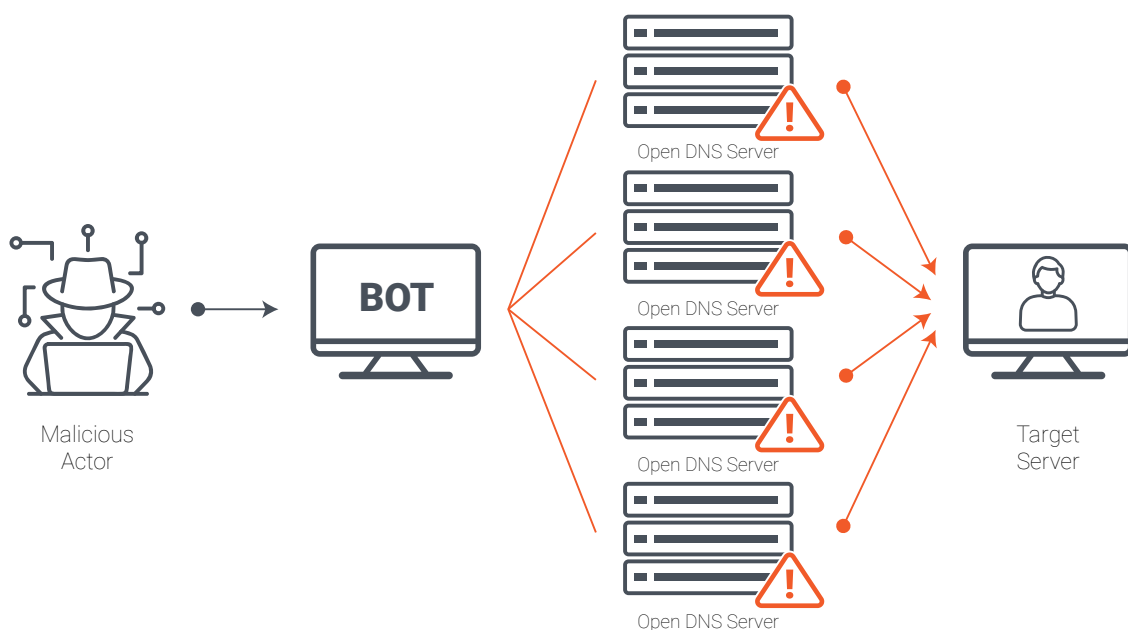 Open DNS Server
BOT
Open DNS Server
Malicious
Actor
Open DNS Server
Target
Server
Open DNS Server